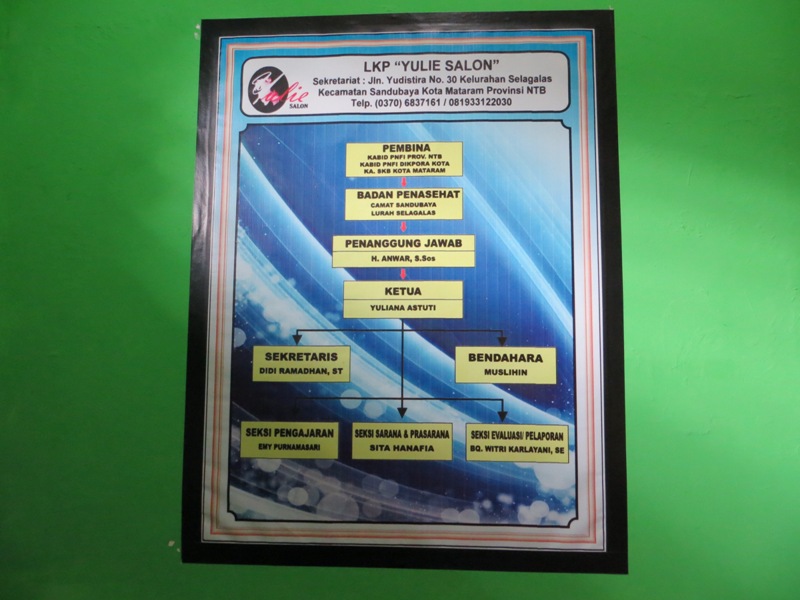 LKP "YULIE SALON"
Sekretariat : Jln. Yudistira No. 30 Kelurahan Selagalas
Kecamatan Sandubaya Kota Mataram Provinsi NTB
Telp. (0370) 6837161 / 081933122030
Yulie
SALON
PEMBINA
KABID PNFI PROV. NTB
KABID PNFI DIKPORA KOTA
KA. SKB KOTA MATARAM
BADAN PENASEHAT
CAMAT SANDUBAYA
LURAH SELAGALAS
PENANGGUNG JAWAB
H. ANWAR, S.Sos
KETUA
YULIANA ASTUTI
SEKRETARIS
DIDI RAMADHAN, ST
BENDAHARA
MUSLIHIN
SEKSI PENGAJARAN
EMY PURNAMASARI
SEKSI SARANA & PRASARANA
SITA HANAFIA
SEKSI EVALUASI/ PELAPORAN
BQ. WITRI KARLAYANI, SE